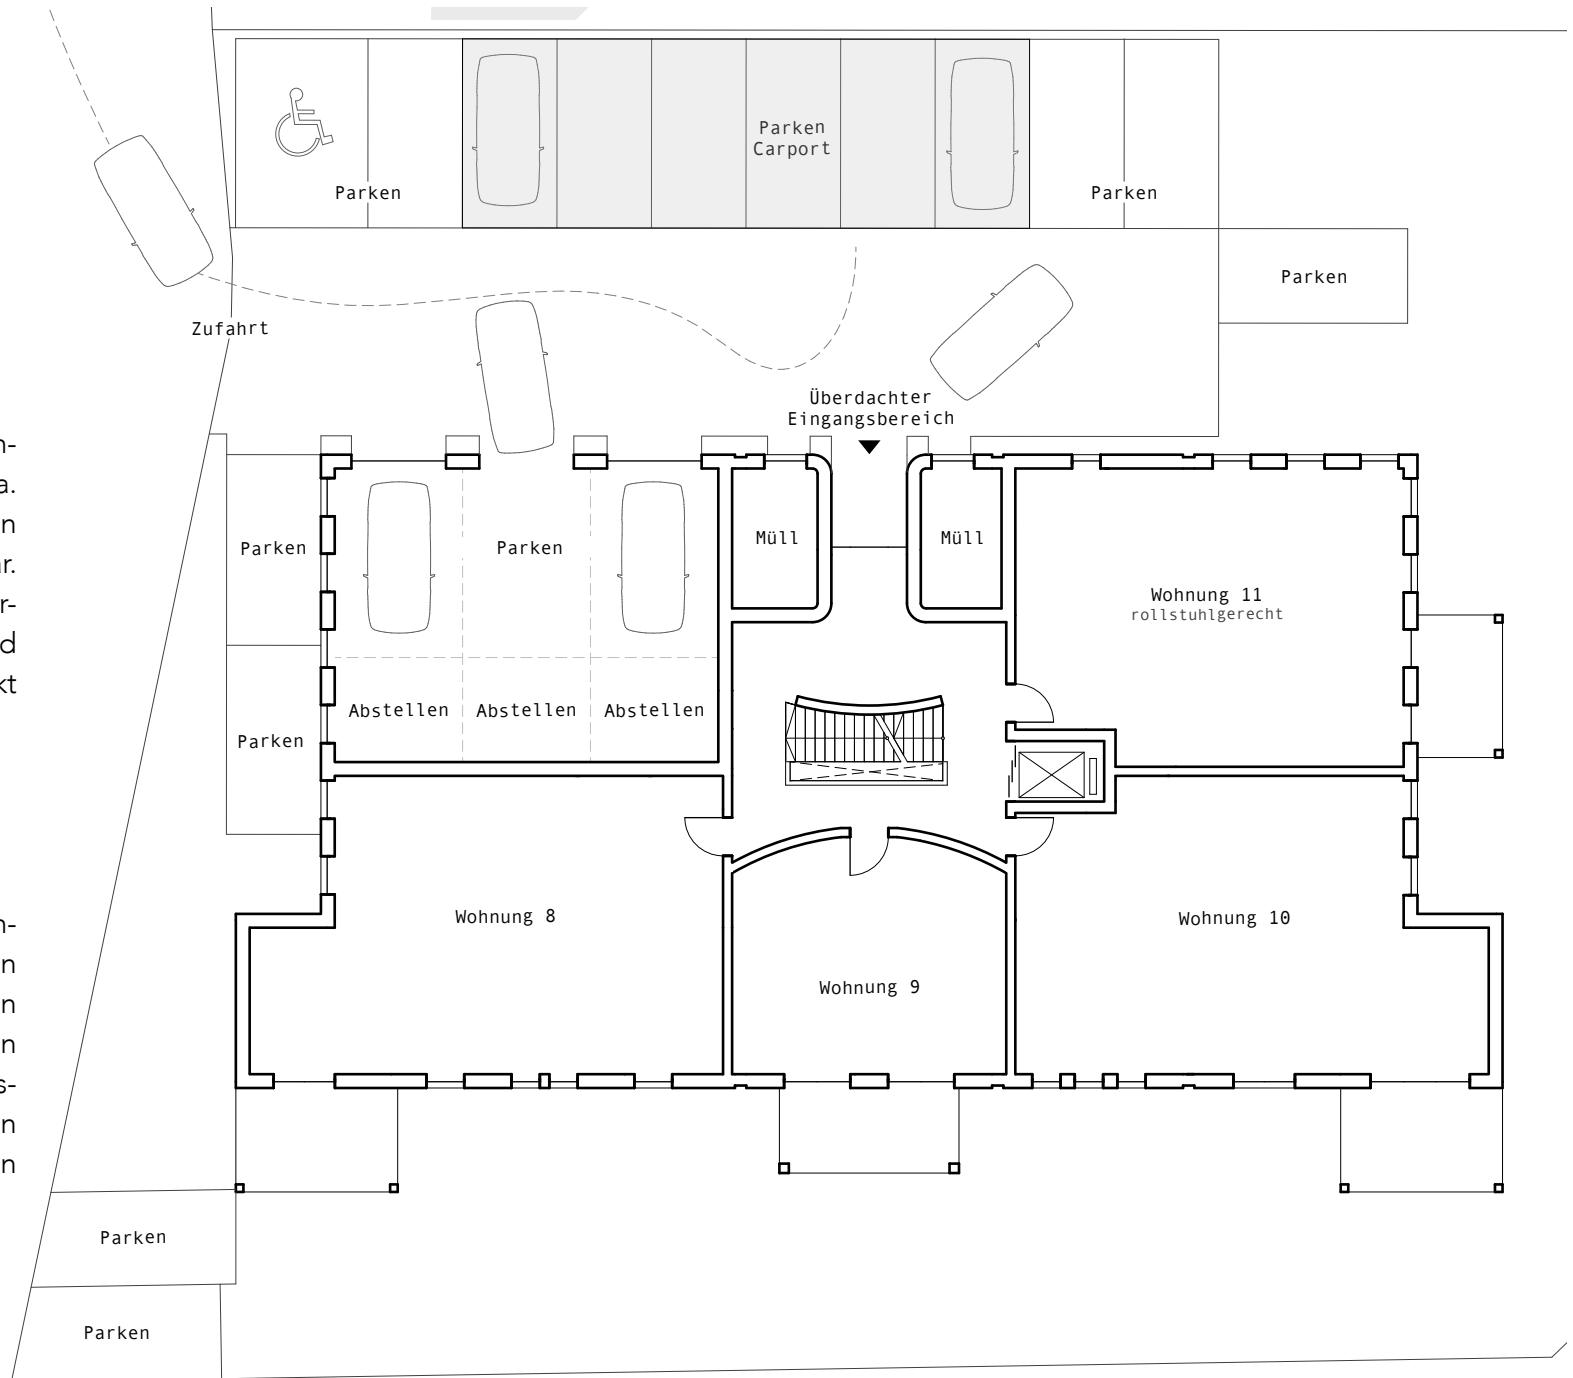 Parken
Carport
Parken
Parken
Parken
Zufahrt
Überdachter
Eingangsbereich
Parken
Parken
Müll
Müll
Wohnung 11
rollstuhlgerecht
Abstellen
Abstellen
Abstellen
Parken
Wohnung 8
Wohnung 9
Wohnung 10
Parken
Parken
n-
a.
n
r-
d
kt
n-
n
n
n
s-
n
n